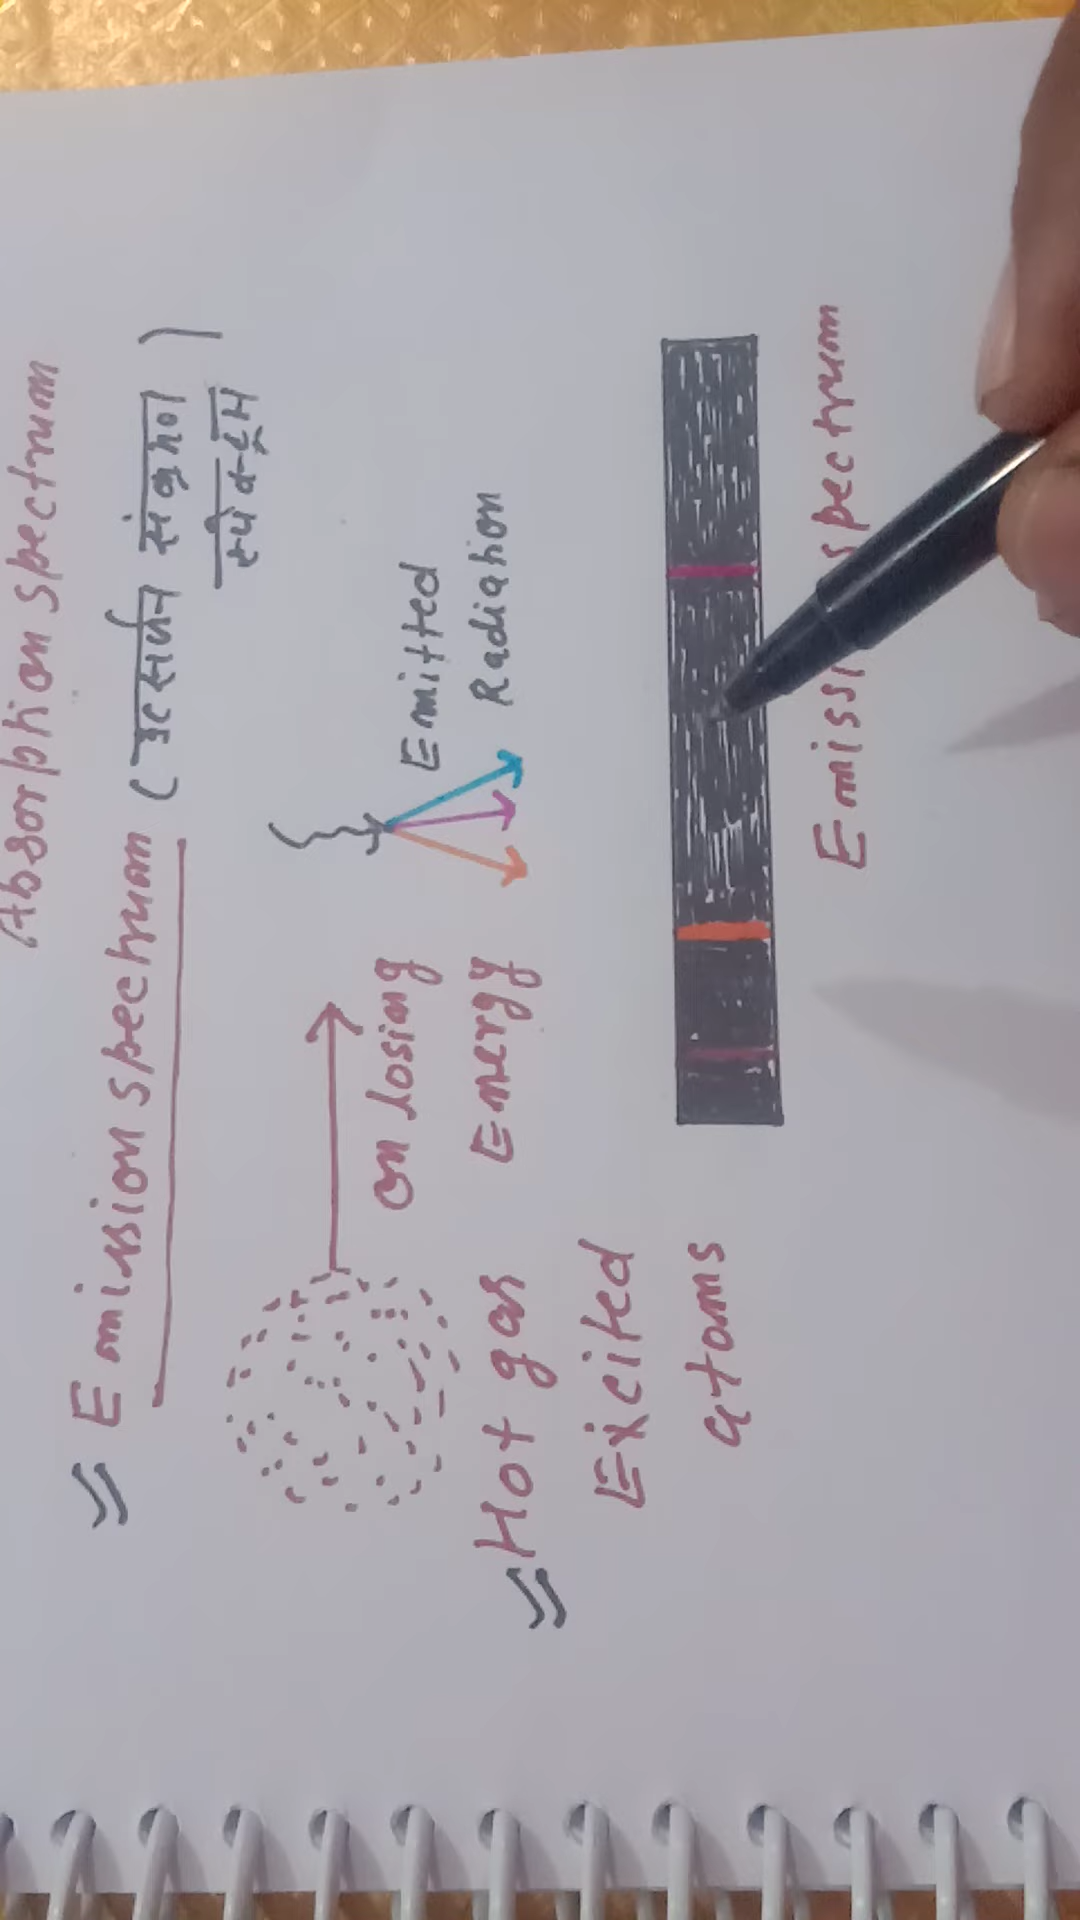 Absorption spectrum
Emission spectrum (उत्सर्जन संक्रमण
स्पेक्ट्रम )
Emitted
Radiation
on losing
Energy
Hot gas
Excited
atoms
Emission spectrum